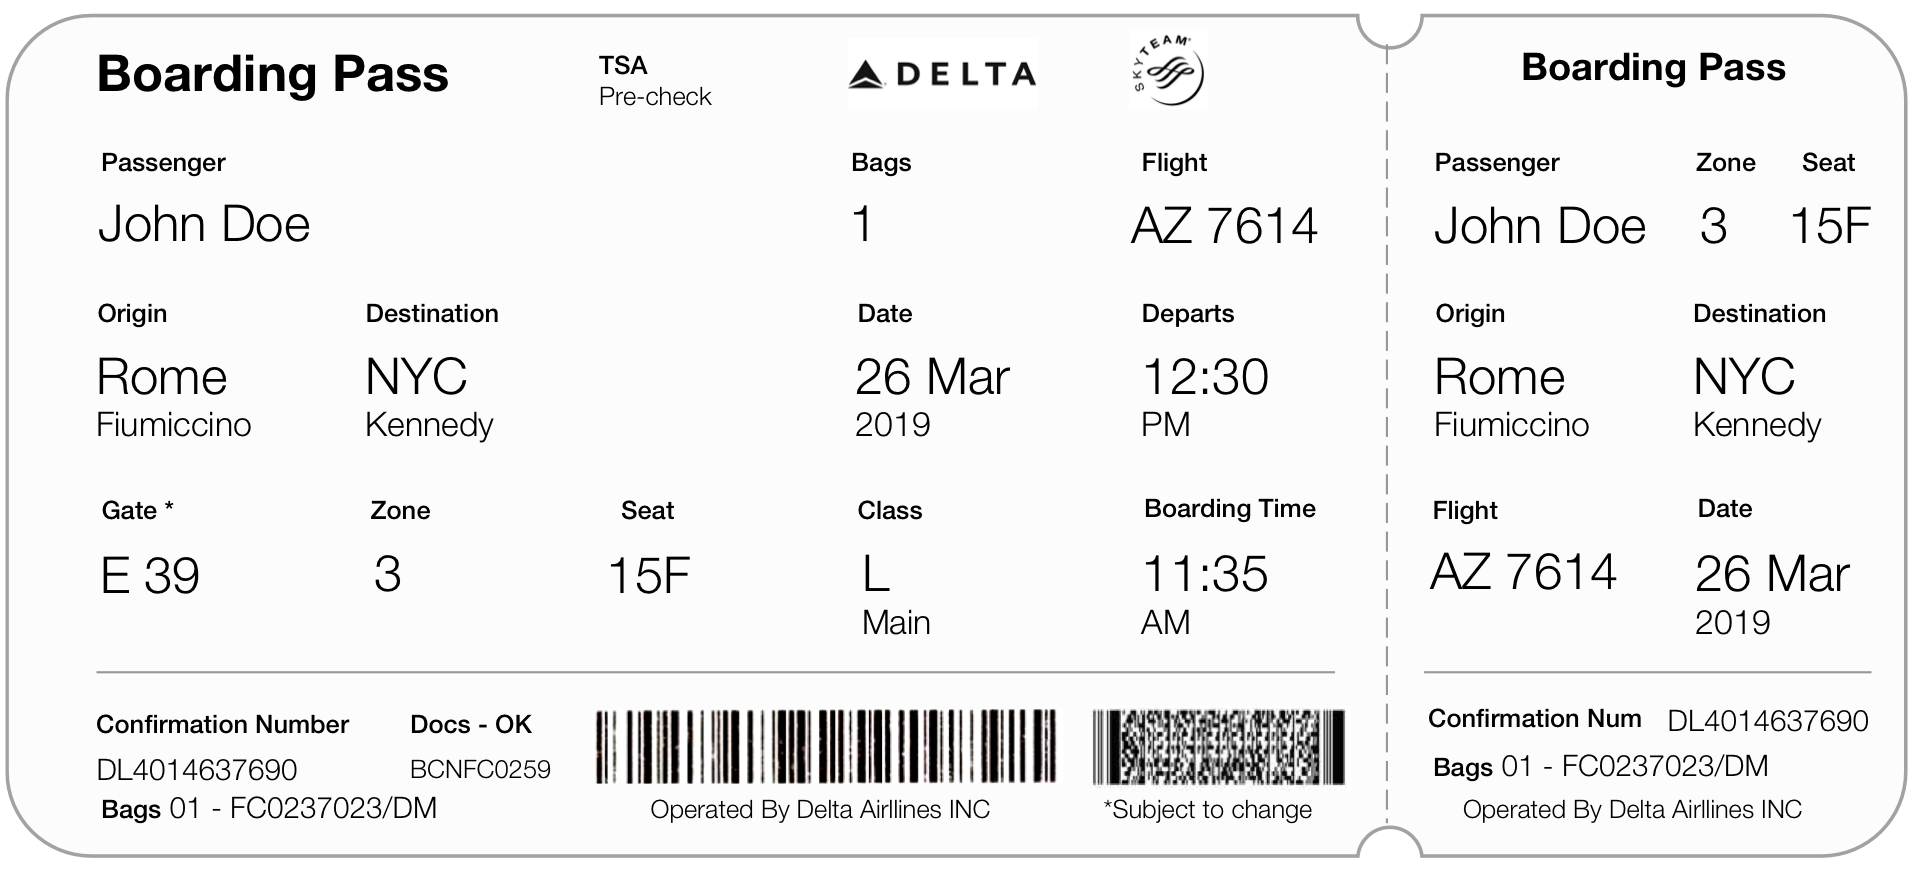 Boarding Pass
TSA
Pre-check
DELTA
SKYTEAM
Passenger
John Doe
Bags
1
Flight
AZ 7614
Origin
Rome
Fiumiccino
Destination
NYC
Kennedy
Date
26 Mar
2019
Departs
12:30
PM
Gate *
E 39
Zone
3
Seat
15F
Class
L
Main
Boarding Time
11:35
AM
Confirmation Number
DL4014637690
Bags 01 - FC0237023/DM
Docs - OK
BCNFC0259
Operated By Delta Airllines INC
*Subject to change
Boarding Pass
Passenger
John Doe
Zone
3
Seat
15F
Origin
Rome
Fiumiccino
Destination
NYC
Kennedy
Flight
AZ 7614
Date
26 Mar
2019
Confirmation Num DL4014637690
Bags 01 - FC0237023/DM
Operated By Delta Airllines INC